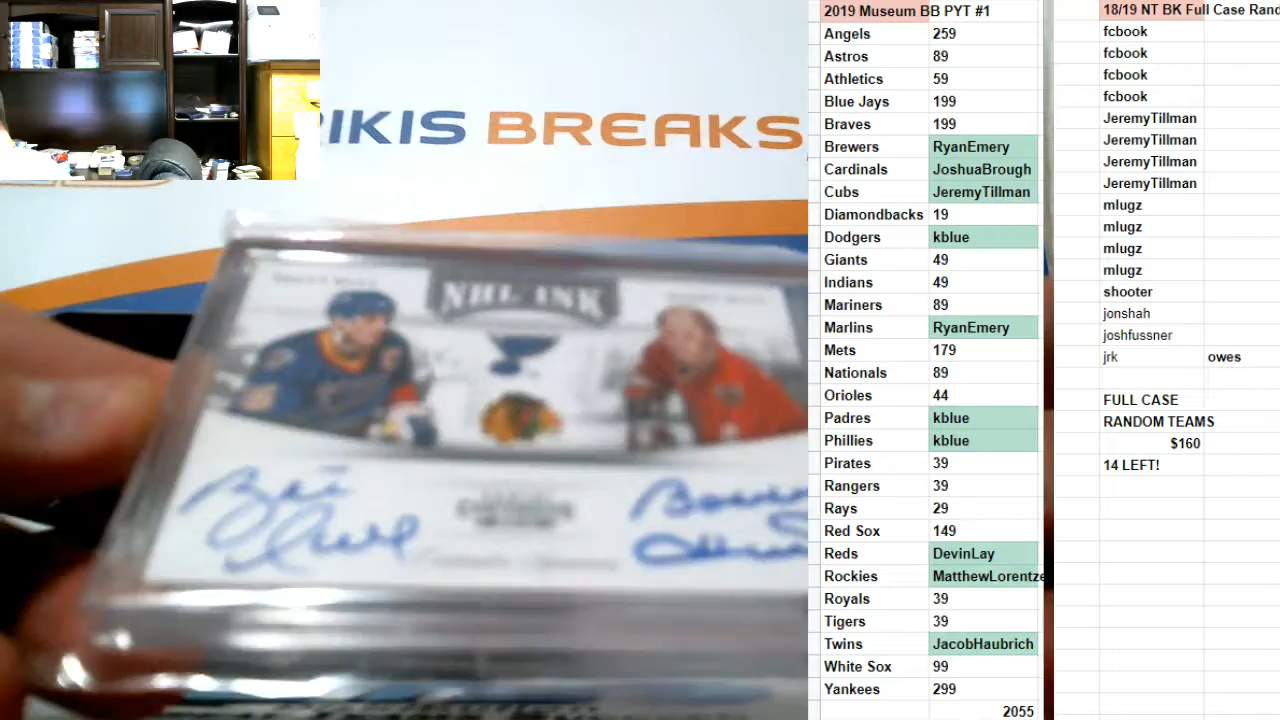 IKIS BREAKS
NHL INK
2019 Museum BB PYT #1
Angels 259
Astros 89
Athletics 59
Blue Jays 199
Braves 199
Brewers RyanEmery
Cardinals JoshuaBrough
Cubs JeremyTillman
Diamondbacks 19
Dodgers kblue
Giants 49
Indians 49
Mariners 89
Marlins RyanEmery
Mets 179
Nationals 89
Orioles 44
Padres kblue
Phillies kblue
Pirates 39
Rangers 39
Rays 29
Red Sox 149
Reds DevinLay
Rockies MatthewLorentze
Royals 39
Tigers 39
Twins JacobHaubrich
White Sox 99
Yankees 299
2055
18/19 NT BK Full Case Rand
fcbook
fcbook
fcbook
fcbook
JeremyTillman
JeremyTillman
JeremyTillman
JeremyTillman
mlugz
mlugz
mlugz
mlugz
shooter
jonshah
joshfussner
jrk owes
FULL CASE
RANDOM TEAMS
$160
14 LEFT!